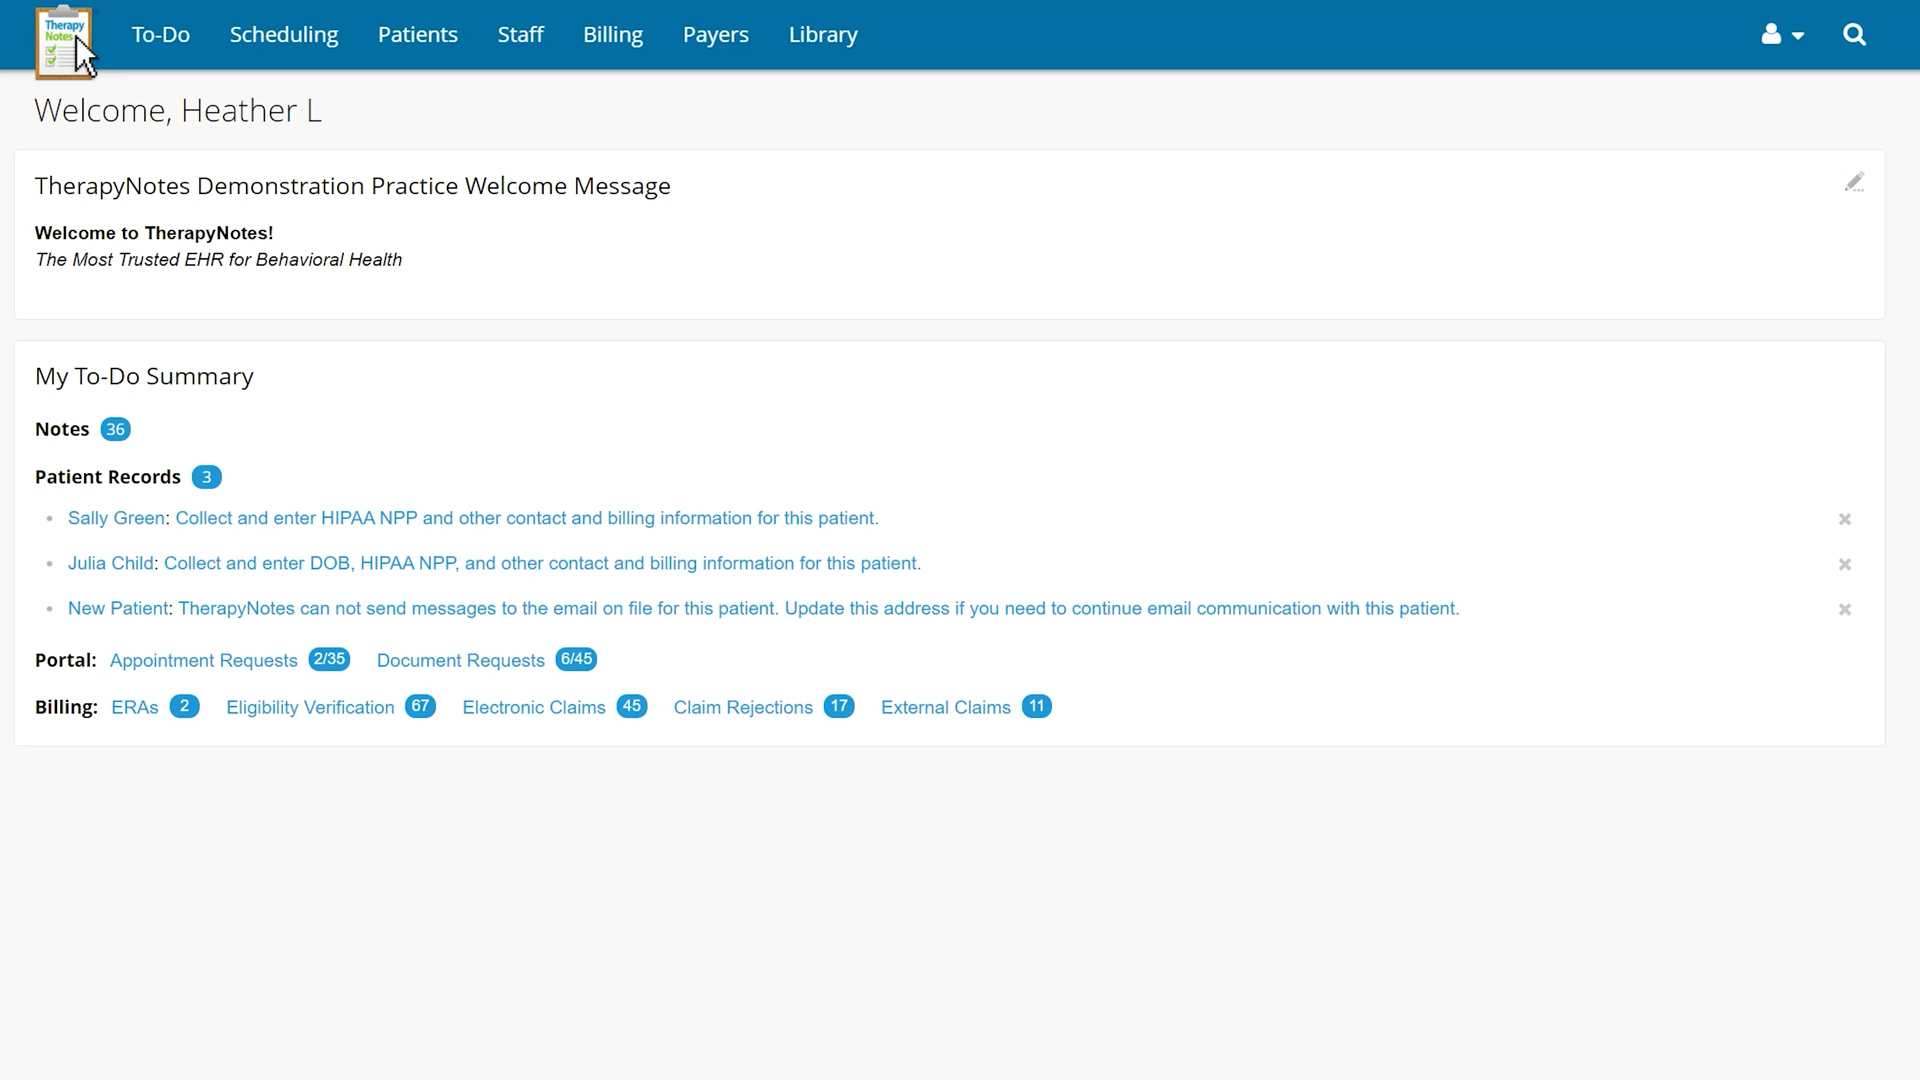 Therapy
Notes
To-Do Scheduling Patients Staff Billing Payers Library
Welcome, Heather L
TherapyNotes Demonstration Practice Welcome Message
Welcome to TherapyNotes!
The Most Trusted EHR for Behavioral Health
My To-Do Summary
Notes 36
Patient Records 3
Sally Green: Collect and enter HIPAA NPP and other contact and billing information for this patient.
Julia Child: Collect and enter DOB, HIPAA NPP, and other contact and billing information for this patient.
New Patient: TherapyNotes can not send messages to the email on file for this patient. Update this address if you need to continue email communication with this patient.
Portal: Appointment Requests 2/35 Document Requests 6/45
Billing: ERAs 2 Eligibility Verification 67 Electronic Claims 45 Claim Rejections 17 External Claims 11